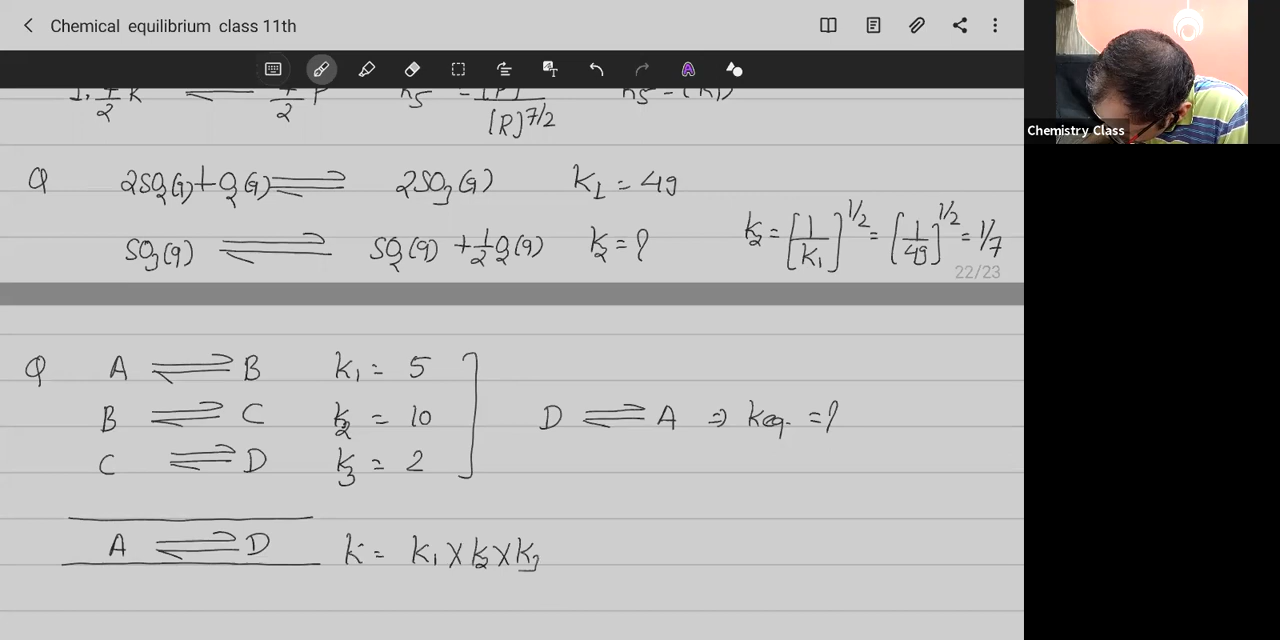 Chemical equilibrium class 11th
Chemistry Class
[R]^7/2
Q 2SO2(g)+O2(g) ⇌ 2SO3(g) K1 = 49
SO3(g) ⇌ SO2(g) + 1/2 O2(g) K2 = ? K2 = [1/K1]^1/2 = [1/49]^1/2 = 1/7
22/23
Q A ⇌ B K1 = 5
B ⇌ C K2 = 10 D ⇌ A ⇒ Keq. = ?
C ⇌ D K3 = 2
A ⇌ D K = K1 X K2 X K3